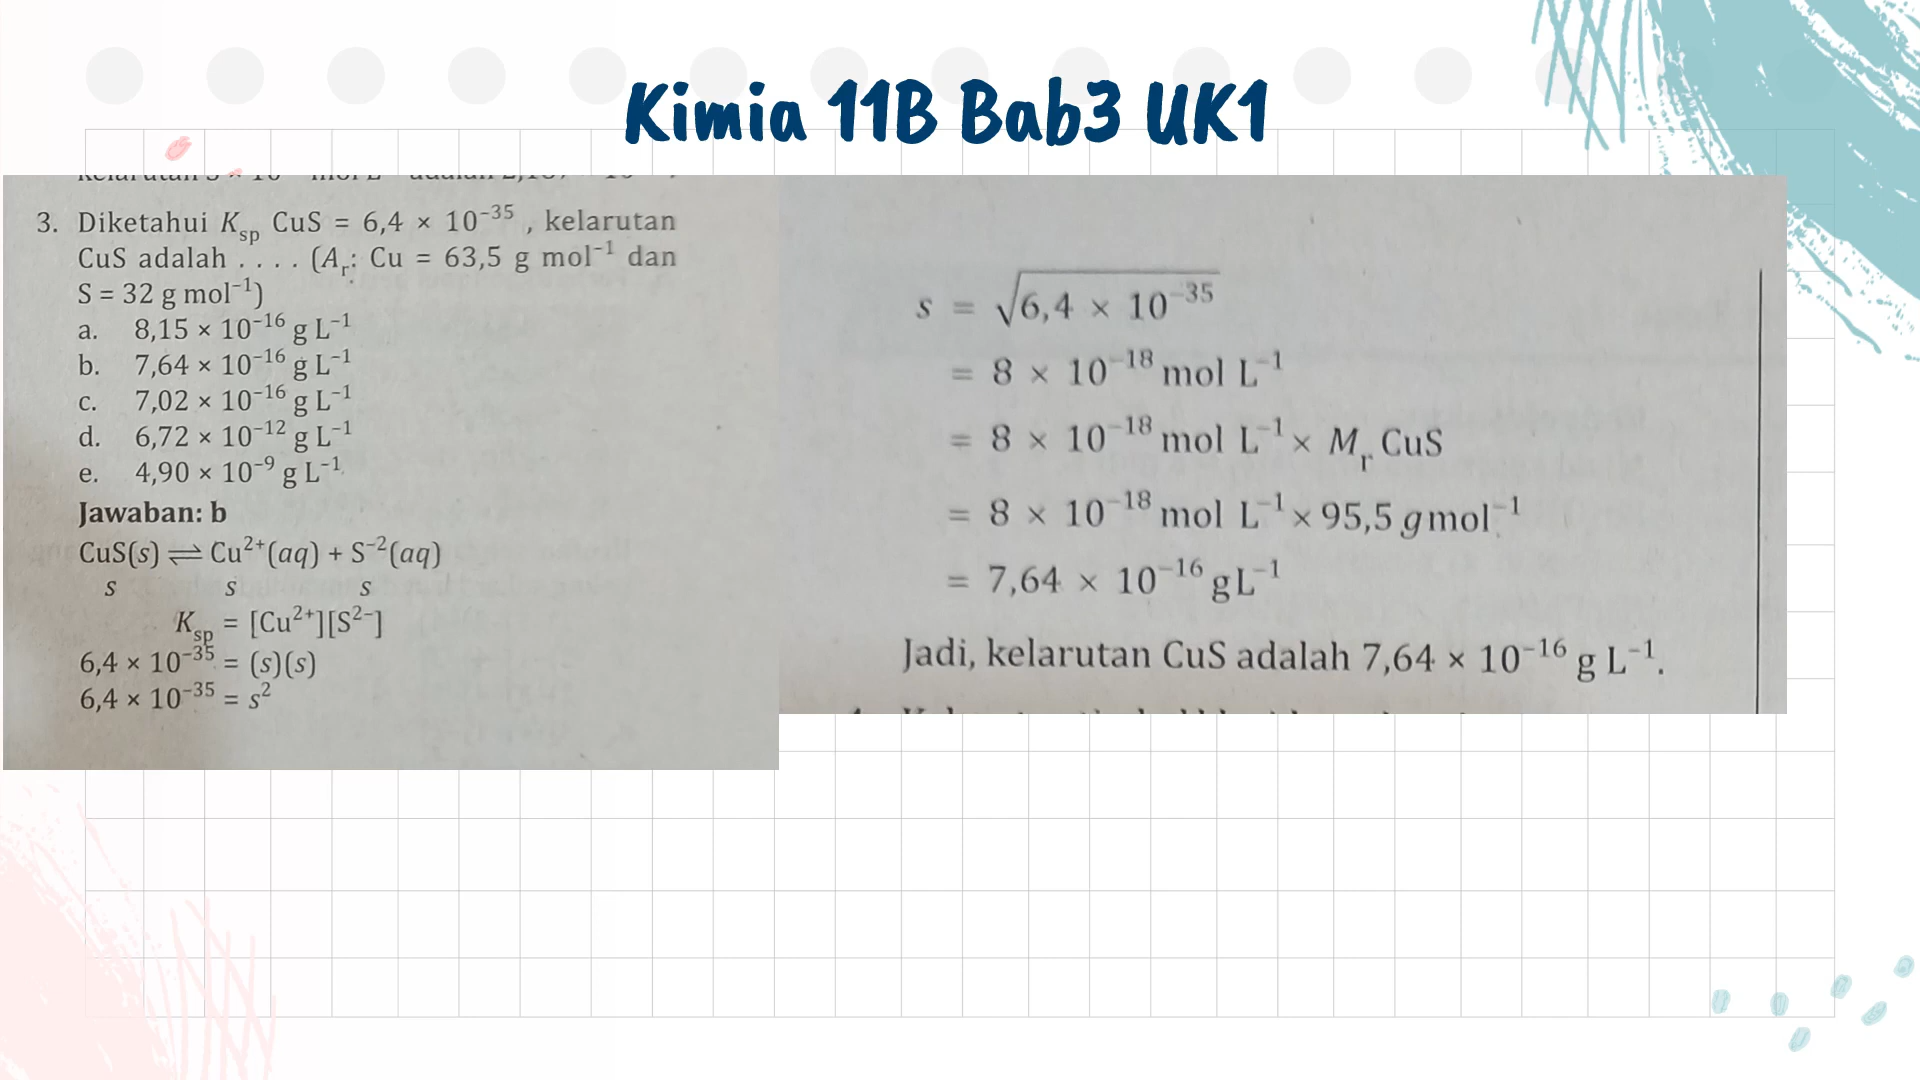 Kimia 11B Bab3 UK1
3. Diketahui Ksp CuS = 6,4 × 10⁻³⁵ , kelarutan
CuS adalah . . . . (Ar: Cu = 63,5 g mol⁻¹ dan
S = 32 g mol⁻¹)
a. 8,15 × 10⁻¹⁶ g L⁻¹
b. 7,64 × 10⁻¹⁶ g L⁻¹
c. 7,02 × 10⁻¹⁶ g L⁻¹
d. 6,72 × 10⁻¹² g L⁻¹
e. 4,90 × 10⁻⁹ g L⁻¹
Jawaban: b
CuS(s) ⇌ Cu²⁺(aq) + S⁻²(aq)
s s s
Ksp = [Cu²⁺][S²⁻]
6,4 × 10⁻³⁵ = (s)(s)
6,4 × 10⁻³⁵ = s²
s = √6,4 × 10⁻³⁵
= 8 × 10⁻¹⁸ mol L⁻¹
= 8 × 10⁻¹⁸ mol L⁻¹ × Mr CuS
= 8 × 10⁻¹⁸ mol L⁻¹ × 95,5 gmol⁻¹
= 7,64 × 10⁻¹⁶ gL⁻¹
Jadi, kelarutan CuS adalah 7,64 × 10⁻¹⁶ g L⁻¹.